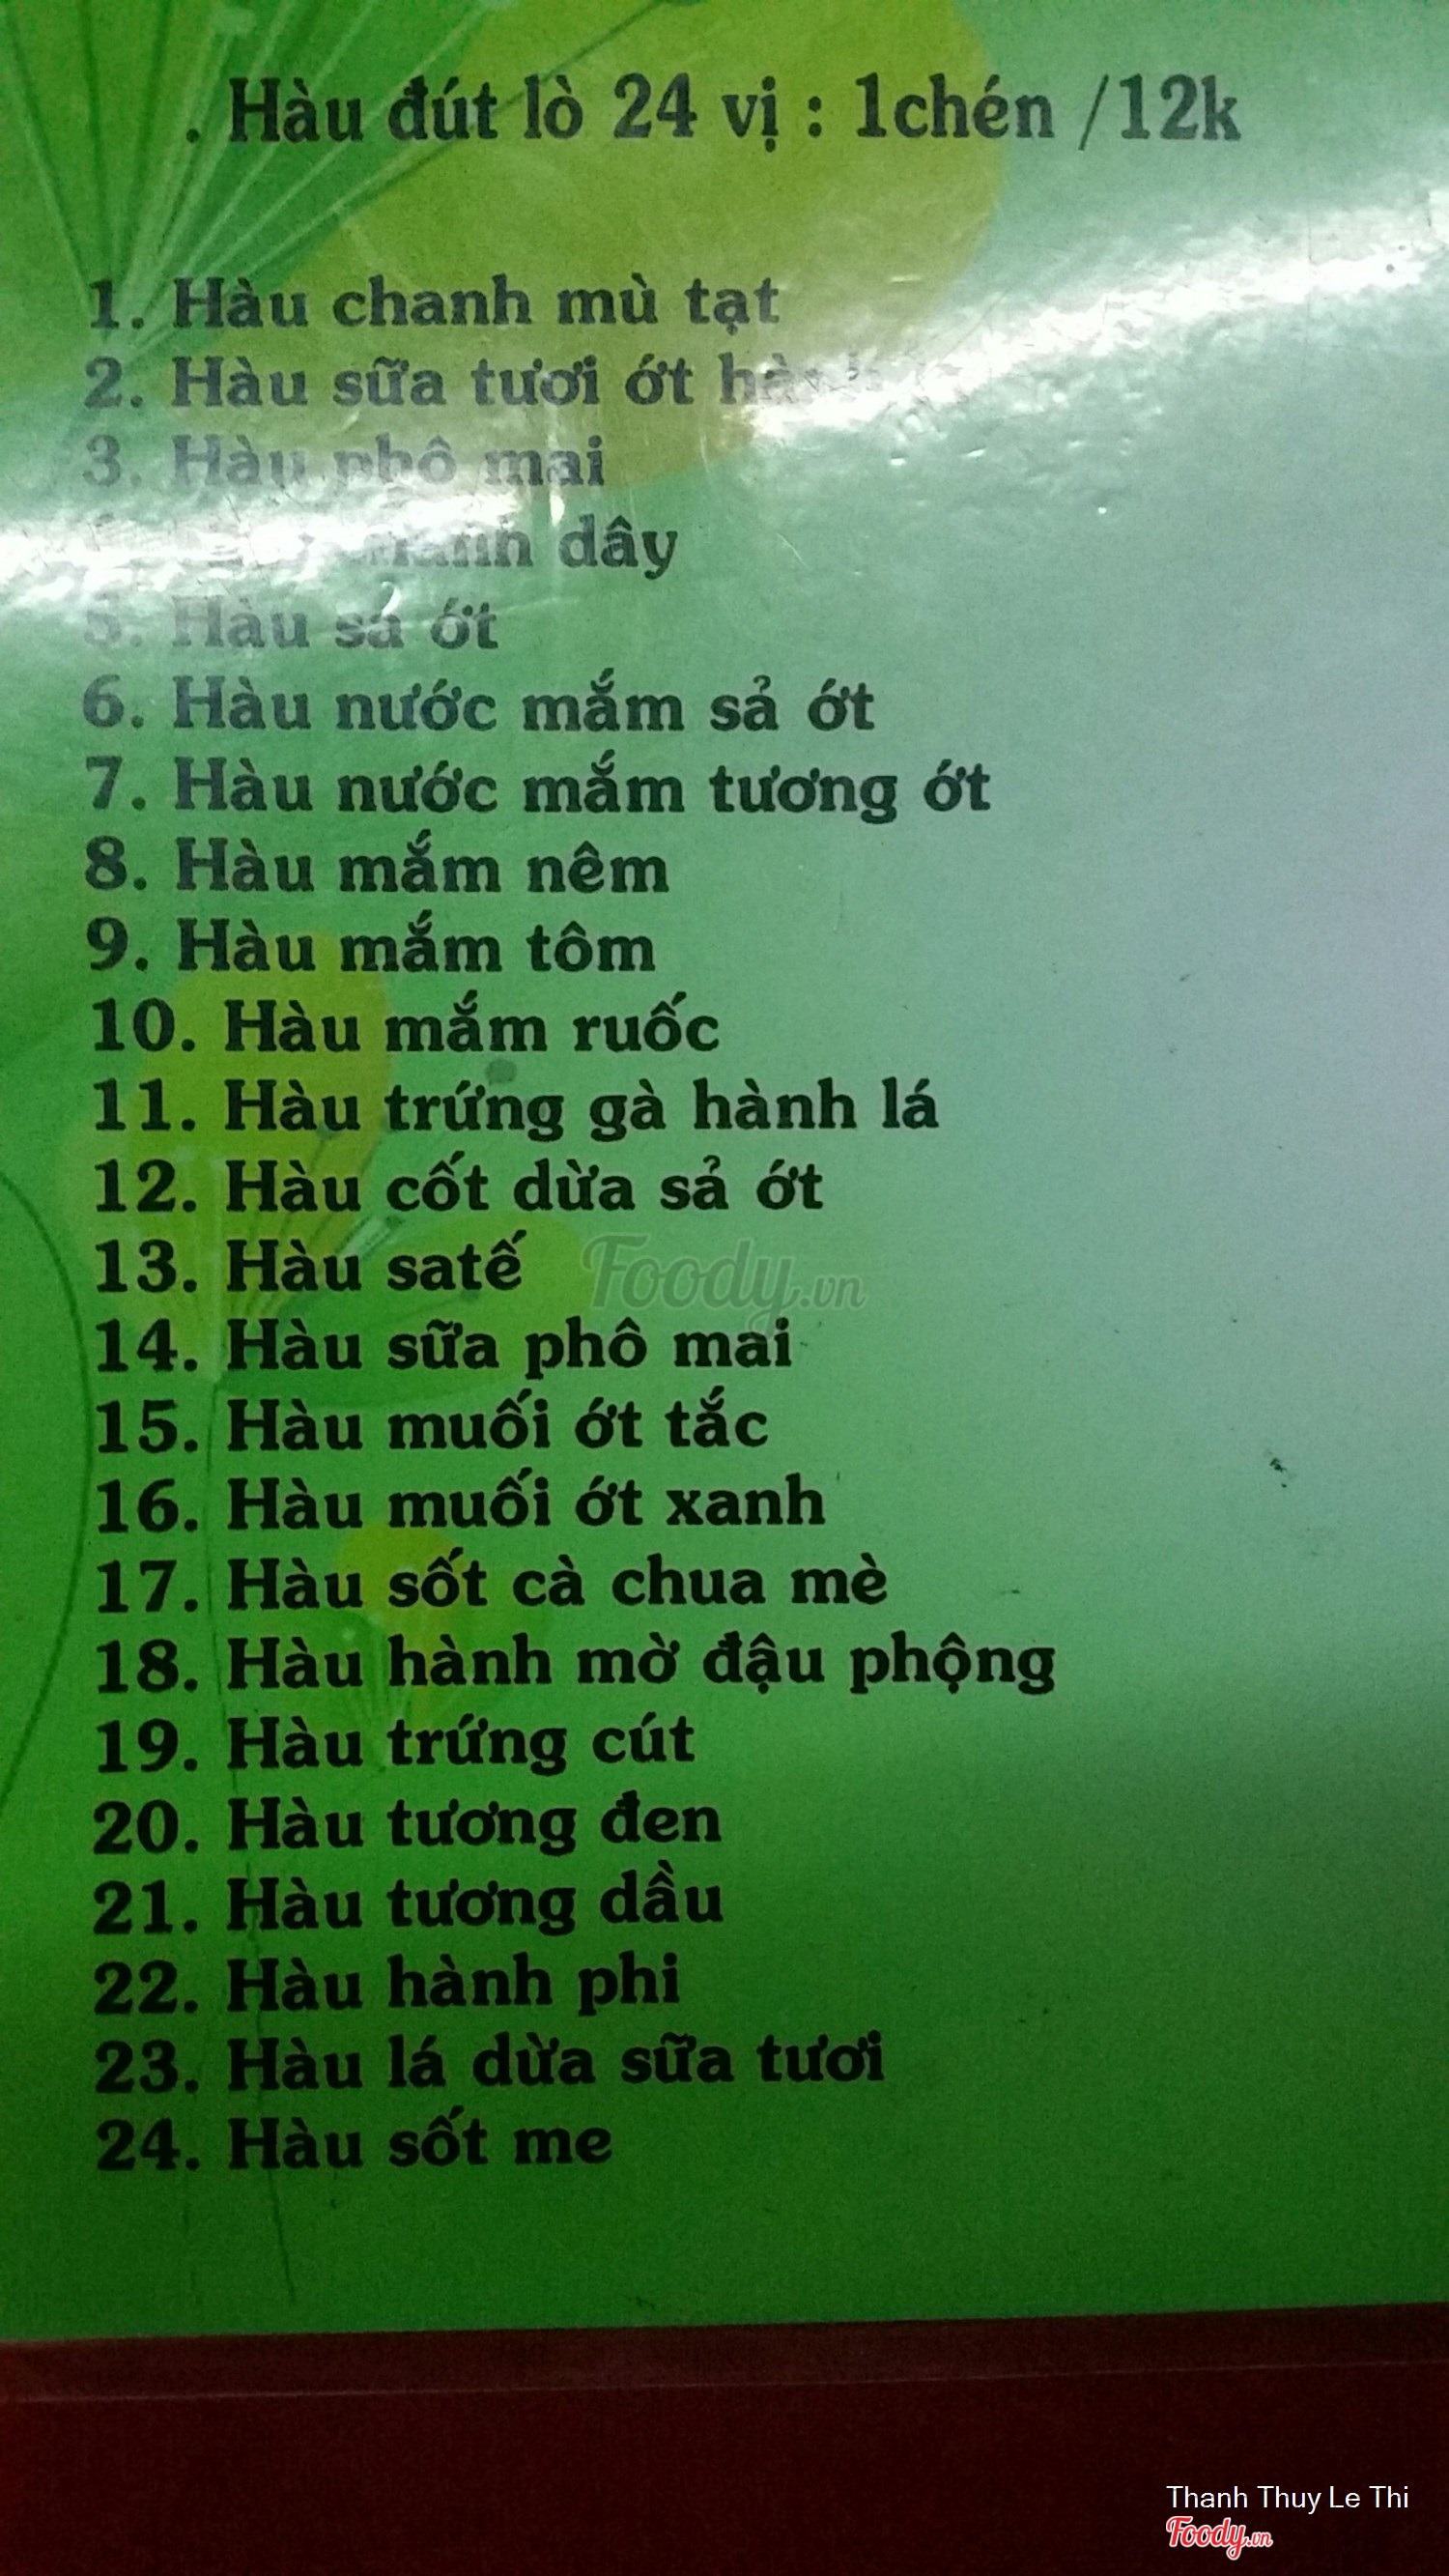 . Hàu đút lò 24 vị : 1chén /12k
1. Hàu chanh mù tạt
2. Hàu sữa tươi ớt
3. Hàu phô mai
dây
5. Hàu sả ớt
6. Hàu nước mắm sả ớt
7. Hàu nước mắm tương ớt
8. Hàu mắm nêm
9. Hàu mắm tôm
10. Hàu mắm ruốc
11. Hàu trứng gà hành lá
12. Hàu cốt dừa sả ớt
13. Hàu satế
Foody.vn
14. Hàu sữa phô mai
15. Hàu muối ớt tắc
16. Hàu muối ớt xanh
17. Hàu sốt cà chua mè
18. Hàu hành mờ đậu phộng
19. Hàu trứng cút
20. Hàu tương đen
21. Hàu tương dầu
22. Hàu hành phi
23. Hàu lá dừa sữa tươi
24. Hàu sốt me
Thanh Thuy Le Thi
Foody.vn